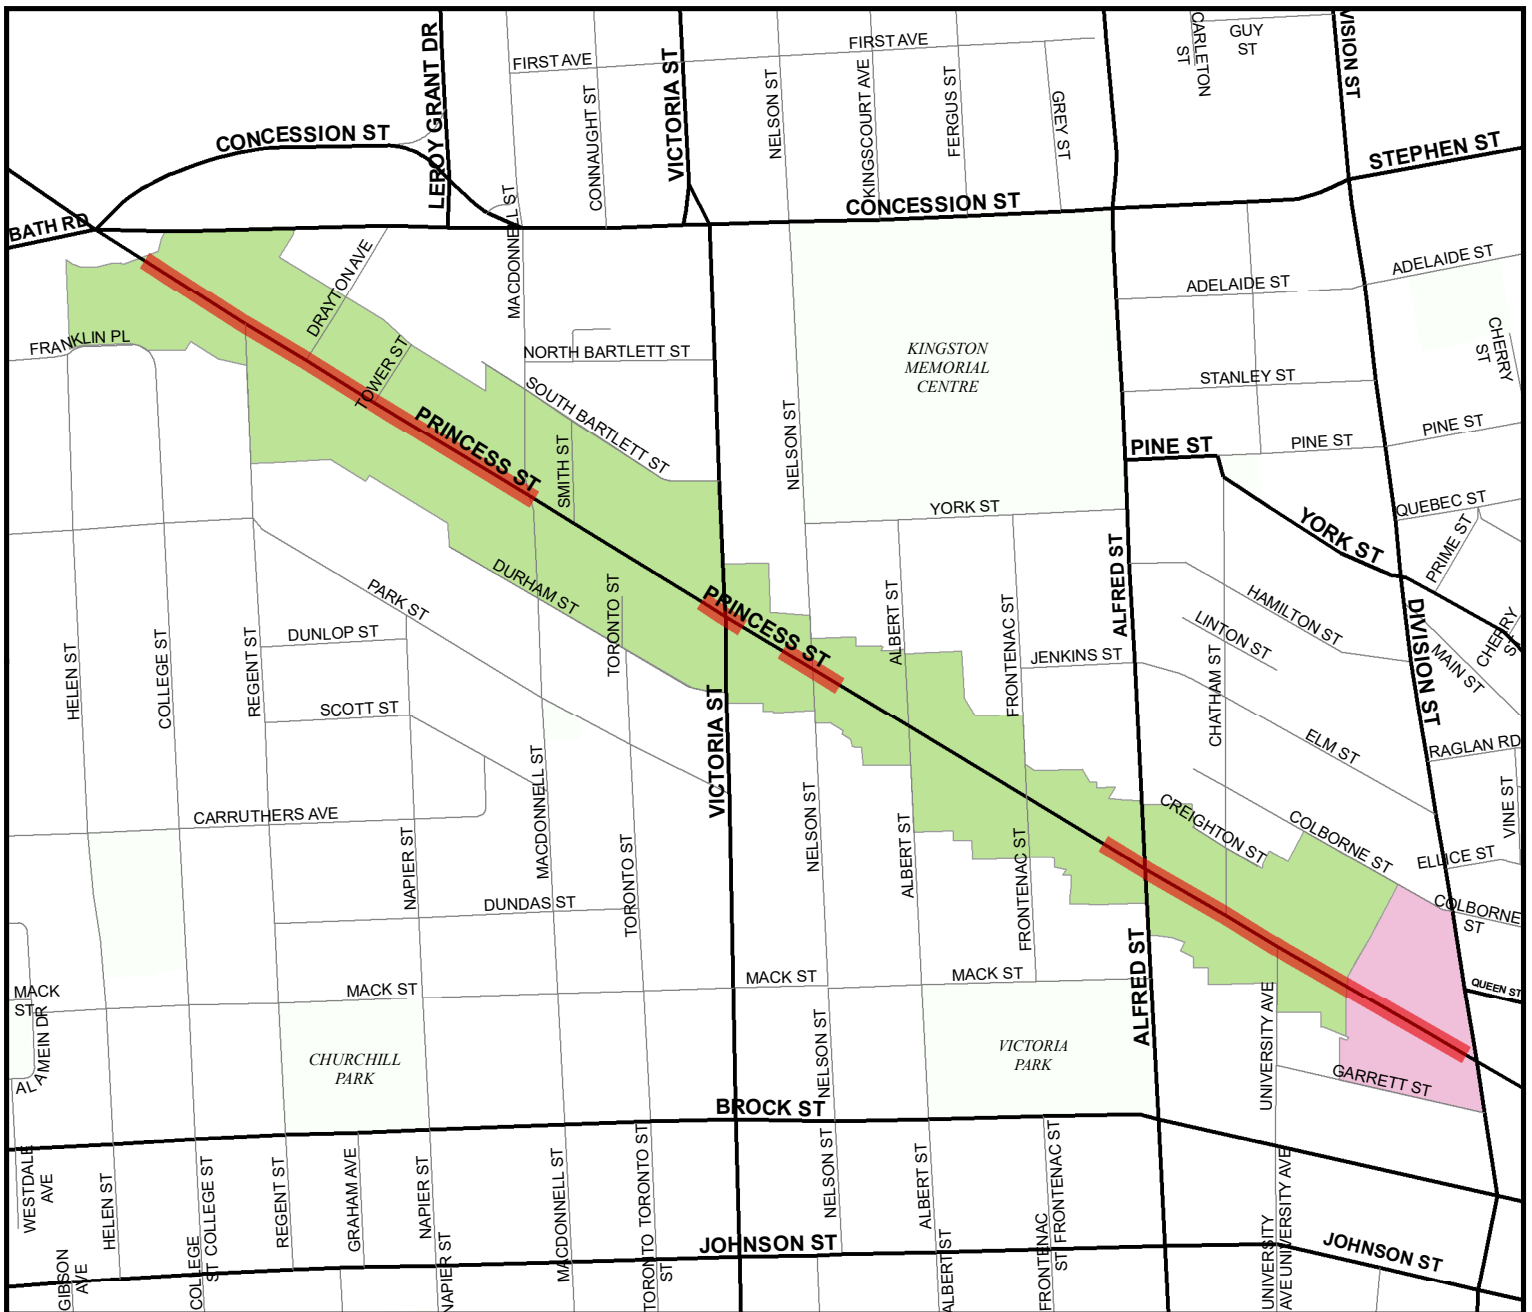 LEROY GRANT DR
VICTORIA ST
FIRST AVE
FIRST AVE
CARLETON
ST
GUY
ST
VISION ST
CONCESSION ST
CONNAUGHT ST
NELSON ST
KINGSCOURT AVE
FERGUS ST
GREY ST
STEPHEN ST
BATH RD
MACDONNELL ST
CONCESSION ST
ADELAIDE ST
ADELAIDE ST
DRAYTON AVE
FRANKLIN PL
TOWER ST
NORTH BARTLETT ST
KINGSTON
MEMORIAL
CENTRE
CHERRY
ST
STANLEY ST
SOUTH BARTLETT ST
PRINCESS ST
SMITH ST
NELSON ST
PINE ST
PINE ST
PINE ST
YORK ST
QUEBEC ST
YORK ST
PRIME ST
DURHAM ST
PARK ST
TORONTO ST
PRINCESS ST
ALBERT ST
FRONTENAC ST
ALFRED ST
HAMILTON ST
LINTON ST
DIVISION ST
CHERRY
ST
MAIN ST
HELEN ST
COLLEGE ST
REGENT ST
DUNLOP ST
JENKINS ST
CHATHAM ST
SCOTT ST
VICTORIA ST
ELM ST
RAGLAN RD
MACDONNELL ST
CARRUTHERS AVE
NAPIER ST
TORONTO ST
NELSON ST
ALBERT ST
FRONTENAC ST
CREIGHTON ST
COLBORNE ST
ELLICE ST
VINE ST
DUNDAS ST
COLBORNE
ST
ALFRED ST
MACK
ST
MACK ST
MACK ST
MACK ST
QUEEN ST
ALAMEIN DR
CHURCHILL
PARK
NELSON ST
VICTORIA
PARK
UNIVERSITY AVE
GARRETT ST
BROCK ST
WESTDALE
AVE
HELEN ST
COLLEGE ST
REGENT ST
GRAHAM AVE
NAPIER ST
MACDONNELL ST
TORONTO ST
NELSON ST
ALBERT ST
FRONTENAC ST
UNIVERSITY AVE
JOHNSON ST
JOHNSON ST
GIBSON
AVE
COLLEGE
ST
NAPIER ST
TORONTO
ST
ALBERT ST
FRONTENAC
ST
UNIVERSITY
AVE